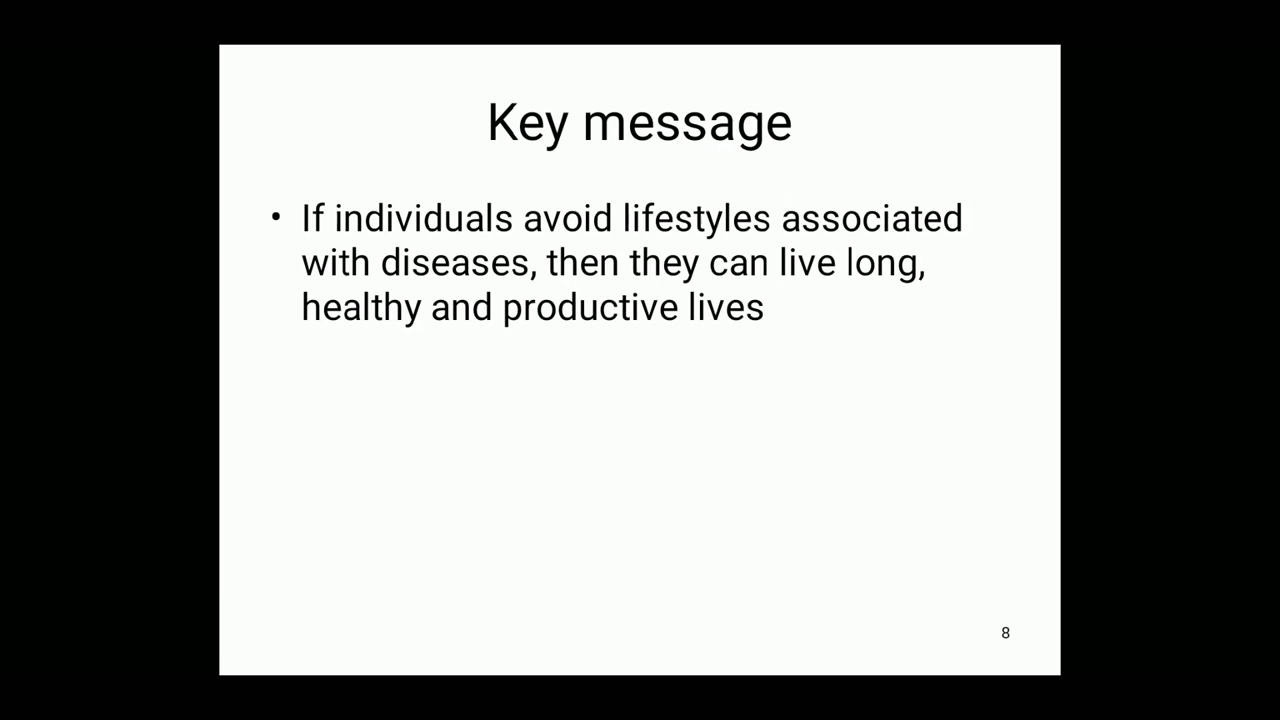 Key message
• If individuals avoid lifestyles associated
with diseases, then they can live long,
healthy and productive lives
8